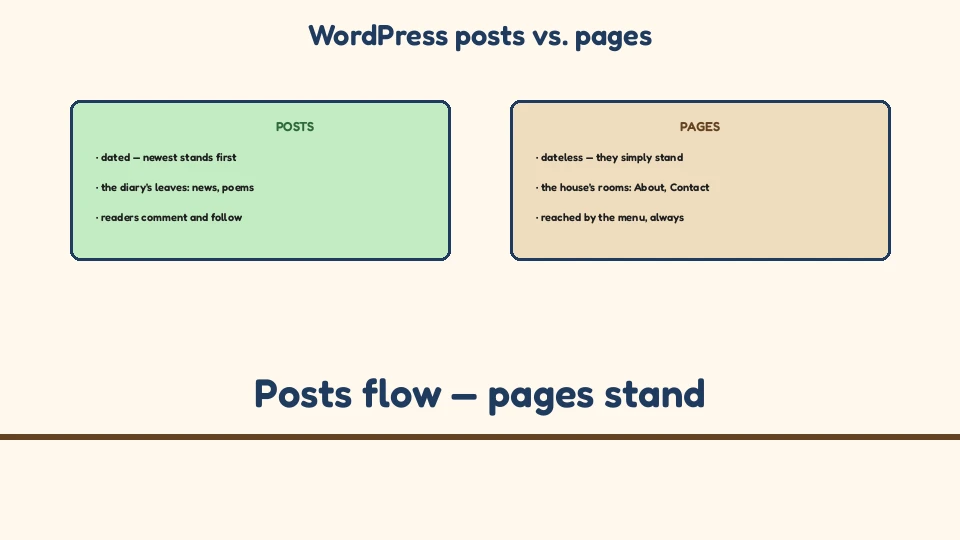 WordPress posts vs. pages
POSTS
· dated — newest stands first
· the diary's leaves: news, poems
· readers comment and follow
PAGES
· dateless — they simply stand
· the house's rooms: About, Contact
· reached by the menu, always
Posts flow — pages stand